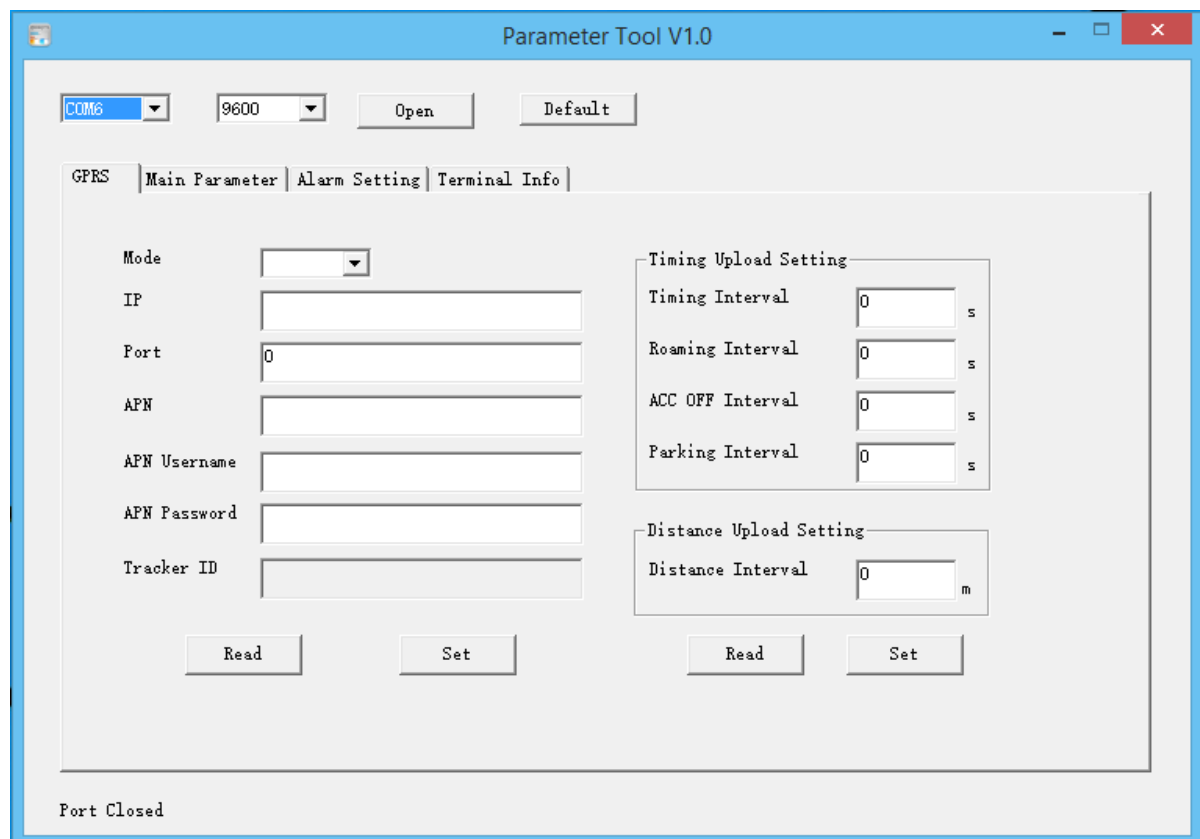 Parameter Tool V1.0
COM6 9600 Open Default
GPRS Main Parameter Alarm Setting Terminal Info
Mode
IP
Port 0
APN
APN Username
APN Password
Tracker ID
Read Set
Timing Upload Setting
Timing Interval 0 s
Roaming Interval 0 s
ACC OFF Interval 0 s
Parking Interval 0 s
Distance Upload Setting
Distance Interval 0 m
Read Set
Port Closed